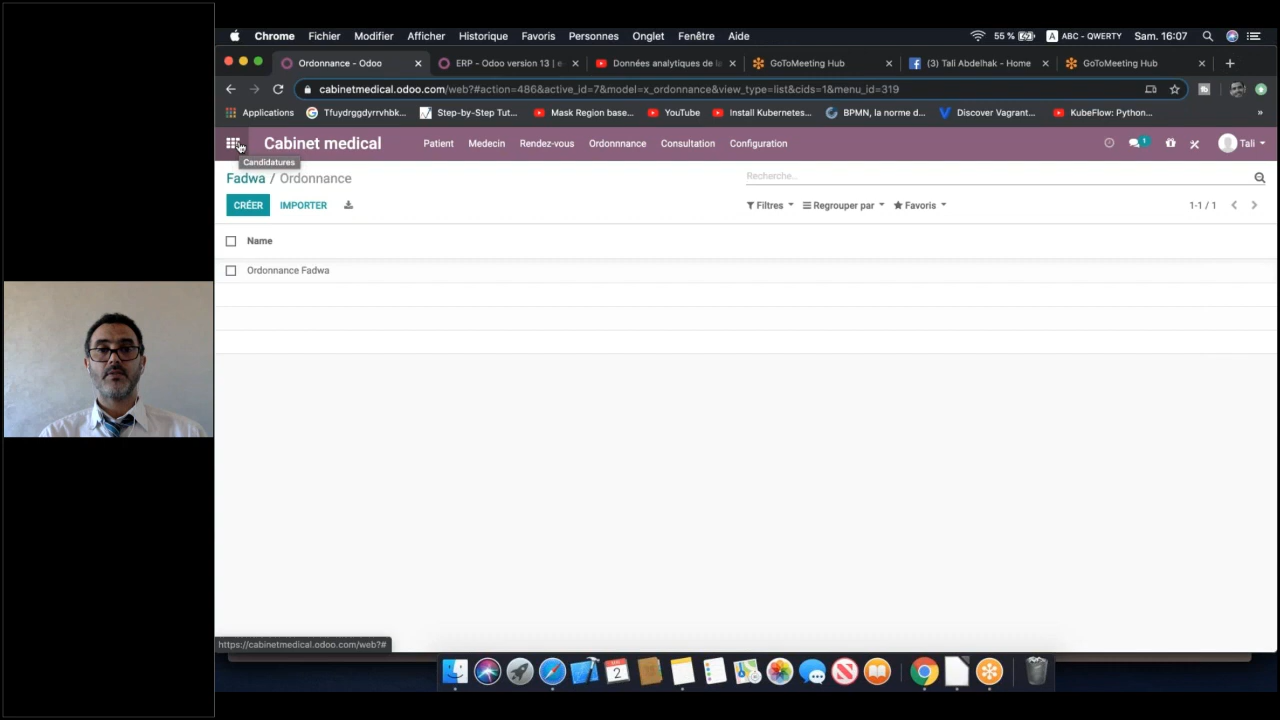 Chrome Fichier Modifier Afficher Historique Favoris Personnes Onglet Fenêtre Aide 55 % A ABC - QWERTY Sam. 16:07
Ordonnance - Odoo ERP - Odoo version 13 | Données analytiques de GoToMeeting Hub (3) Tali Abdelhak - Home GoToMeeting Hub
cabinetmedical.odoo.com/web?#action=486&active_id=7&model=x_ordonnance&view_type=list&cids=1&menu_id=319
Applications Tfuydrggdyrrvhbk... Step-by-Step Tut... Mask Region base... YouTube Install Kubernetes... BPMN, la norme d... Discover Vagrant... KubeFlow: Python... »
Cabinet medical Patient Medecin Rendez-vous Ordonnnance Consultation Configuration 1 Tali
Candidatures
Fadwa / Ordonnance Recherche...
CRÉER IMPORTER Filtres Regrouper par Favoris 1-1 / 1
Name
Ordonnance Fadwa
https://cabinetmedical.odoo.com/web?#
2